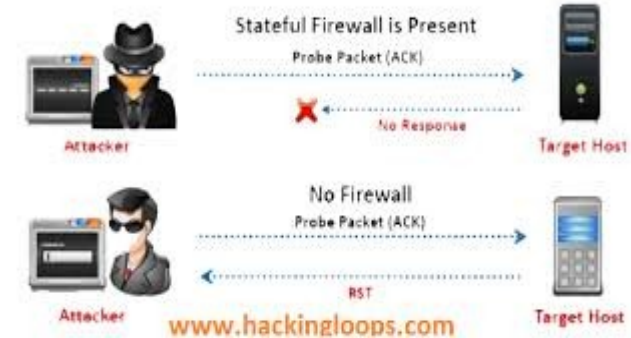 Stateful Firewall is Present
Probe Packet (ACK)
No Response
Attacker
Target Host
No Firewall
Probe Packet (ACK)
RST
Attacker
Target Host
www.hackingloops.com